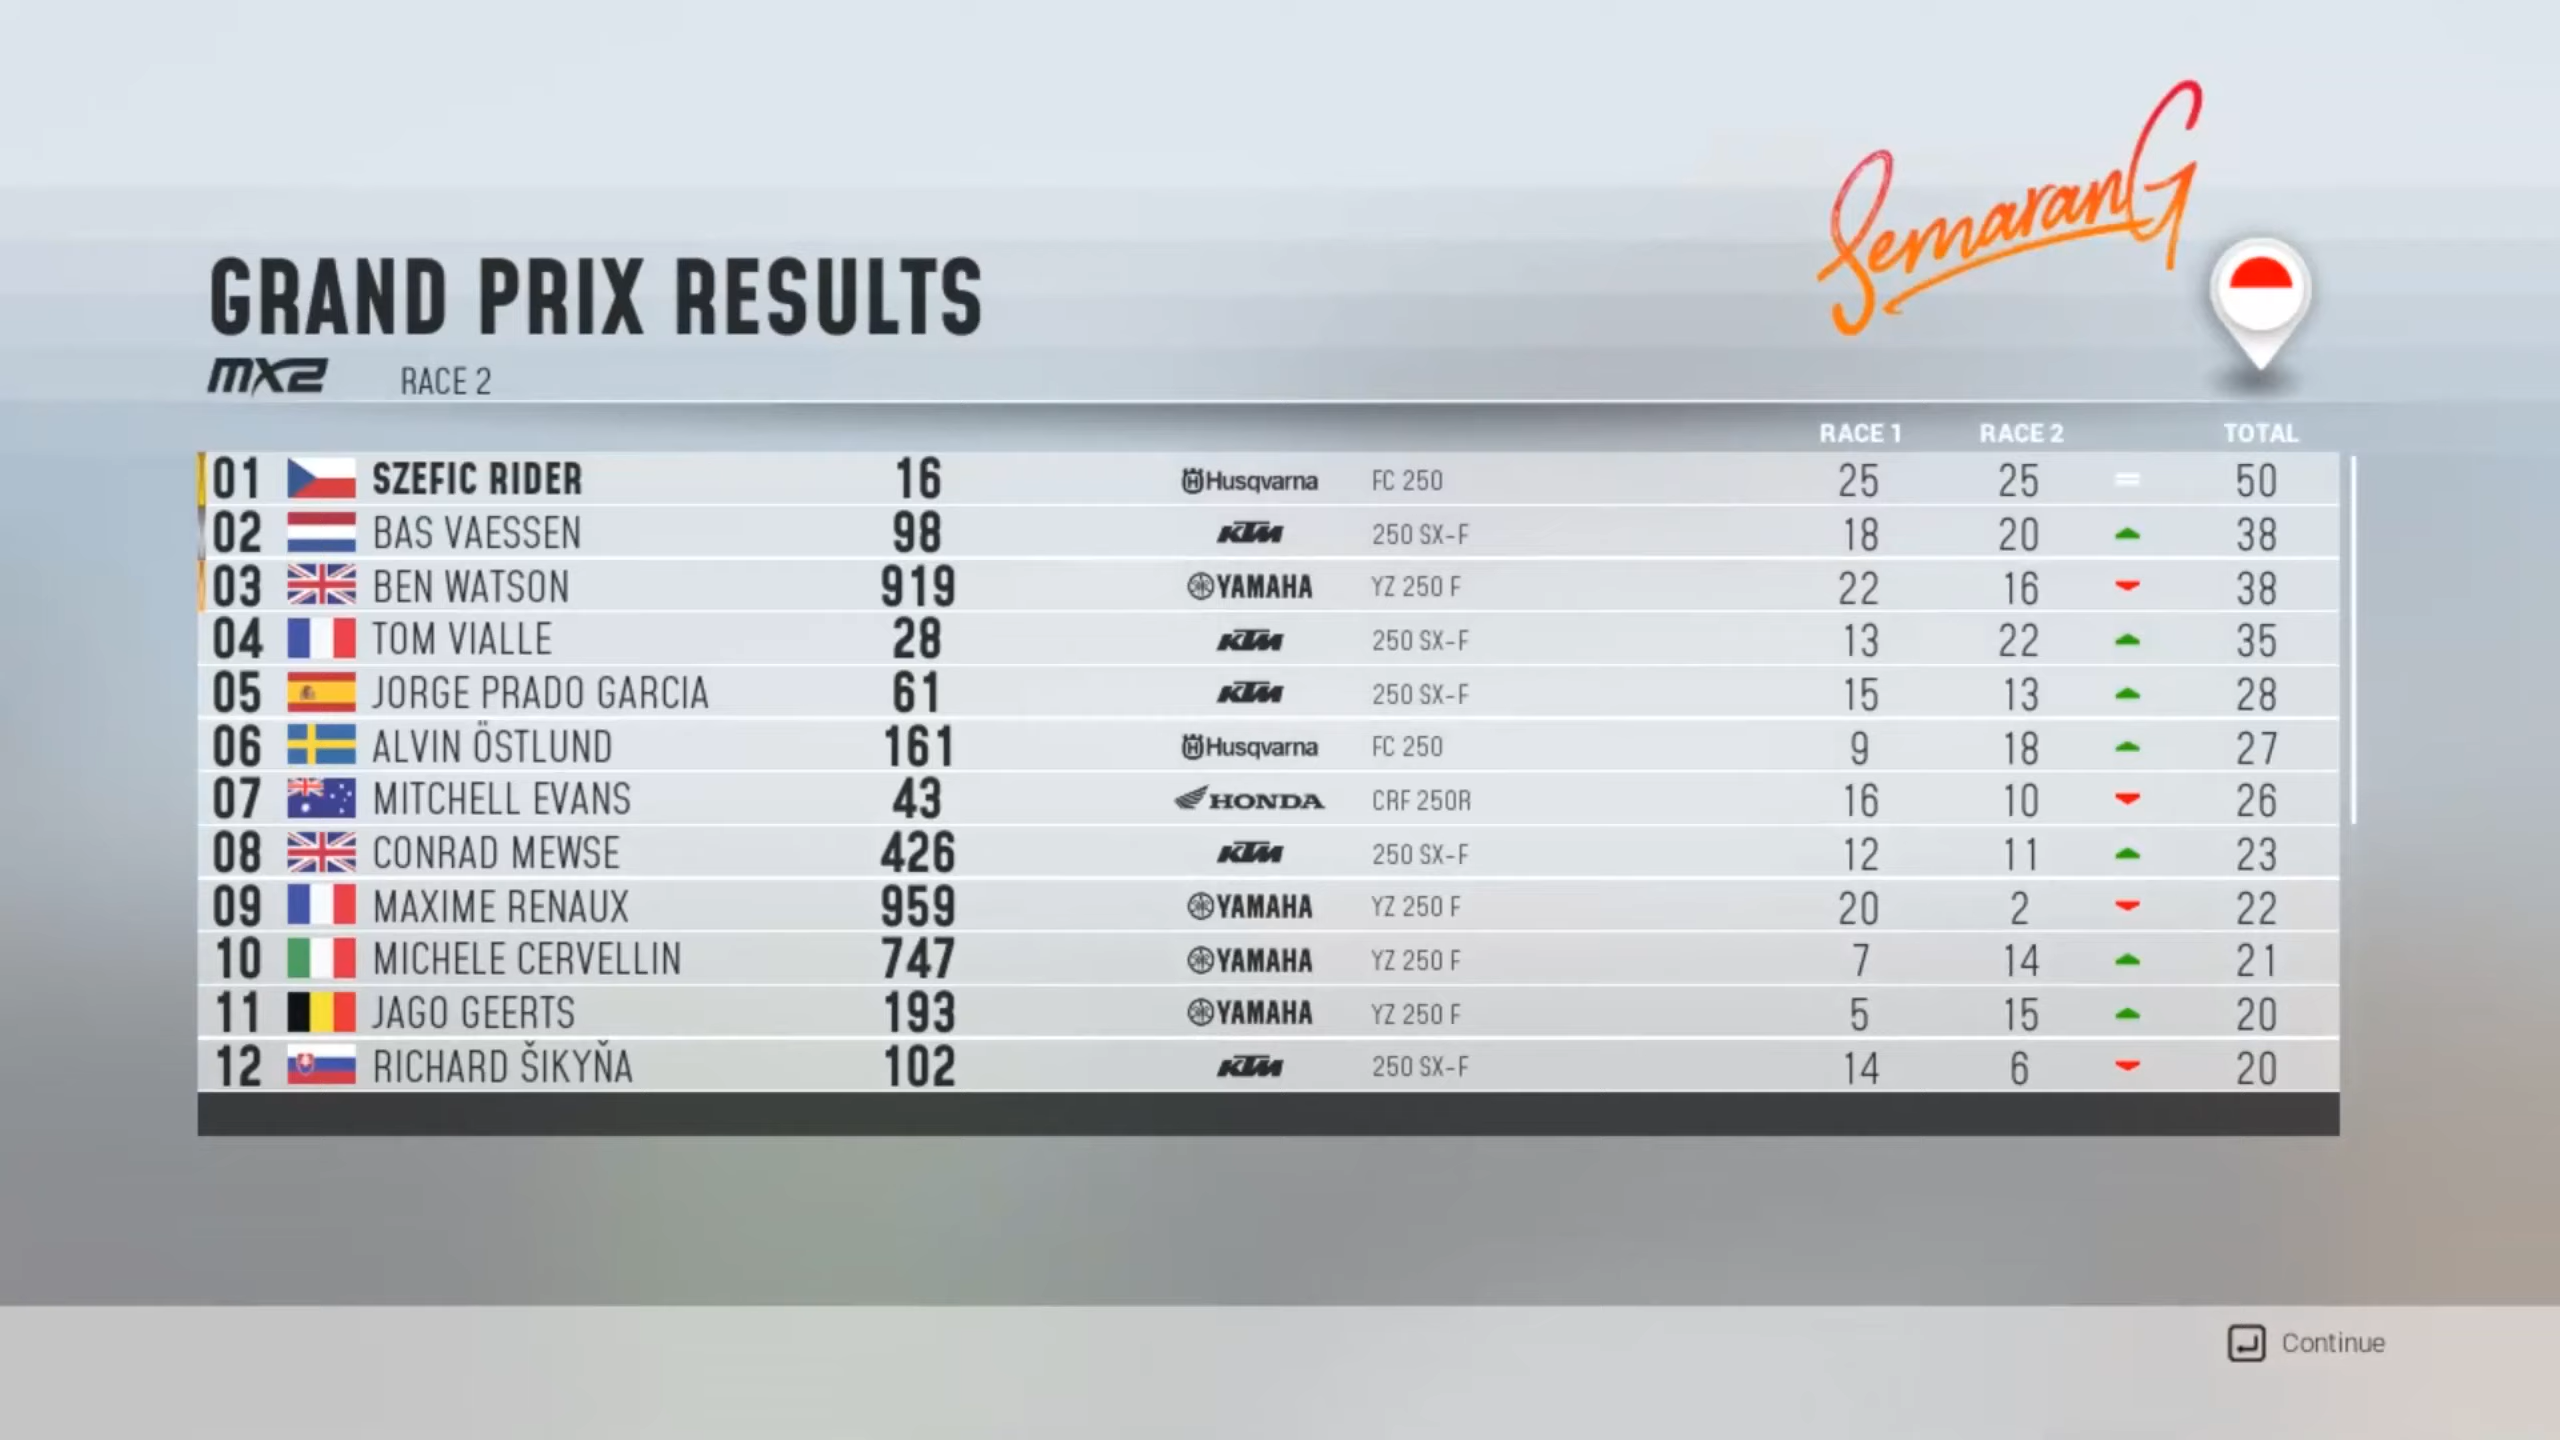 SemaranG
GRAND PRIX RESULTS
MX2 RACE 2
RACE 1 RACE 2 TOTAL
01 SZEFIC RIDER 16 Husqvarna FC 250 25 25 50
02 BAS VAESSEN 98 KTM 250 SX-F 18 20 38
03 BEN WATSON 919 YAMAHA YZ 250 F 22 16 38
04 TOM VIALLE 28 KTM 250 SX-F 13 22 35
05 JORGE PRADO GARCIA 61 KTM 250 SX-F 15 13 28
06 ALVIN ÖSTLUND 161 Husqvarna FC 250 9 18 27
07 MITCHELL EVANS 43 HONDA CRF 250R 16 10 26
08 CONRAD MEWSE 426 KTM 250 SX-F 12 11 23
09 MAXIME RENAUX 959 YAMAHA YZ 250 F 20 2 22
10 MICHELE CERVELLIN 747 YAMAHA YZ 250 F 7 14 21
11 JAGO GEERTS 193 YAMAHA YZ 250 F 5 15 20
12 RICHARD ŠIKYŇA 102 KTM 250 SX-F 14 6 20
Continue